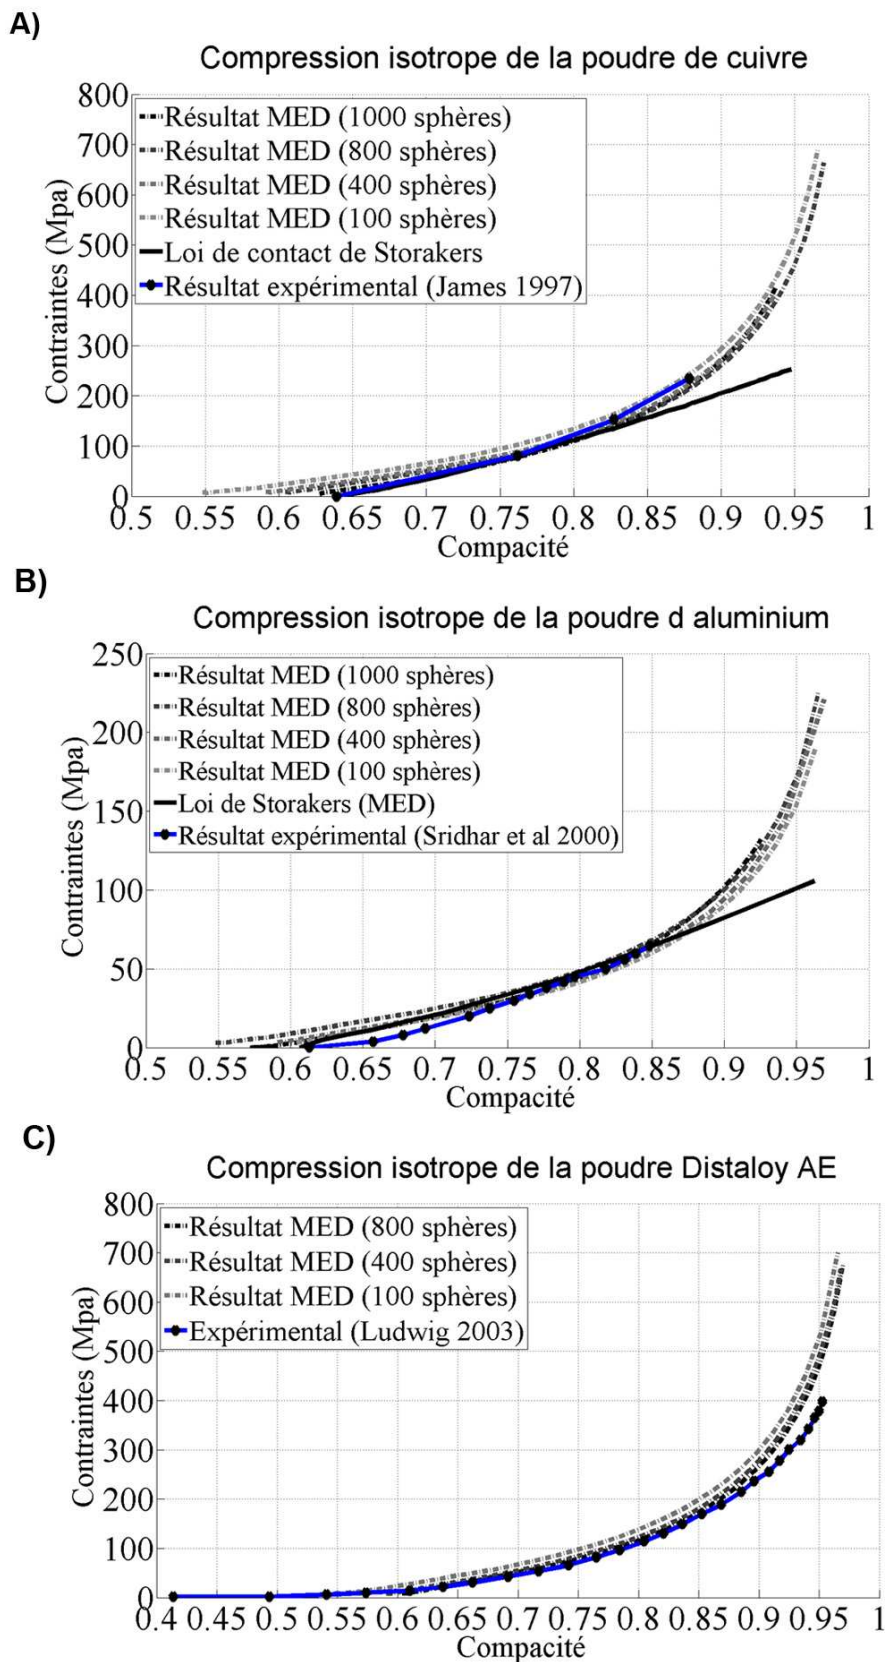 A)
Compression isotrope de la poudre de cuivre
800
700
600
500
400
300
200
100
0
Contraintes (Mpa)
Résultat MED (1000 sphères)
Résultat MED (800 sphères)
Résultat MED (400 sphères)
Résultat MED (100 sphères)
Loi de contact de Storakers
Résultat expérimental (James 1997)
0.5 0.55 0.6 0.65 0.7 0.75 0.8 0.85 0.9 0.95 1
Compacité
B)
Compression isotrope de la poudre d aluminium
250
200
150
100
50
0
Contraintes (Mpa)
Résultat MED (1000 sphères)
Résultat MED (800 sphères)
Résultat MED (400 sphères)
Résultat MED (100 sphères)
Loi de Storakers (MED)
Résultat expérimental (Sridhar et al 2000)
0.5 0.55 0.6 0.65 0.7 0.75 0.8 0.85 0.9 0.95 1
Compacité
C)
Compression isotrope de la poudre Distaloy AE
800
700
600
500
400
300
200
100
0
Contraintes (Mpa)
Résultat MED (800 sphères)
Résultat MED (400 sphères)
Résultat MED (100 sphères)
Expérimental (Ludwig 2003)
0.4 0.45 0.5 0.55 0.6 0.65 0.7 0.75 0.8 0.85 0.9 0.95 1
Compacité